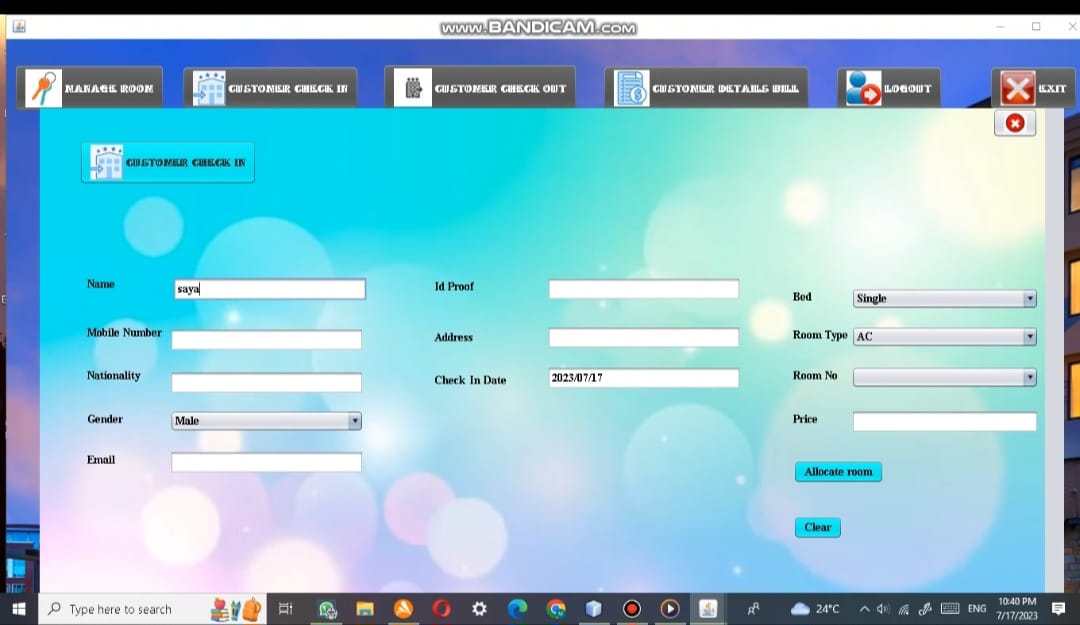 WWW.BANDICAM.COM
MANAGE ROOM
CUSTOMER CHECK IN
CUSTOMER CHECK OUT
CUSTOMER DETAILS BILL
LOGOUT
EXIT
CUSTOMER CHECK IN
Name
saya
Id Proof
Bed
Single
Mobile Number
Address
Room Type
AC
Nationality
Check In Date
2023/07/17
Room No
Gender
Male
Price
Email
Allocate room
Clear
Type here to search
24°C
ENG
10:40 PM
7/17/2023